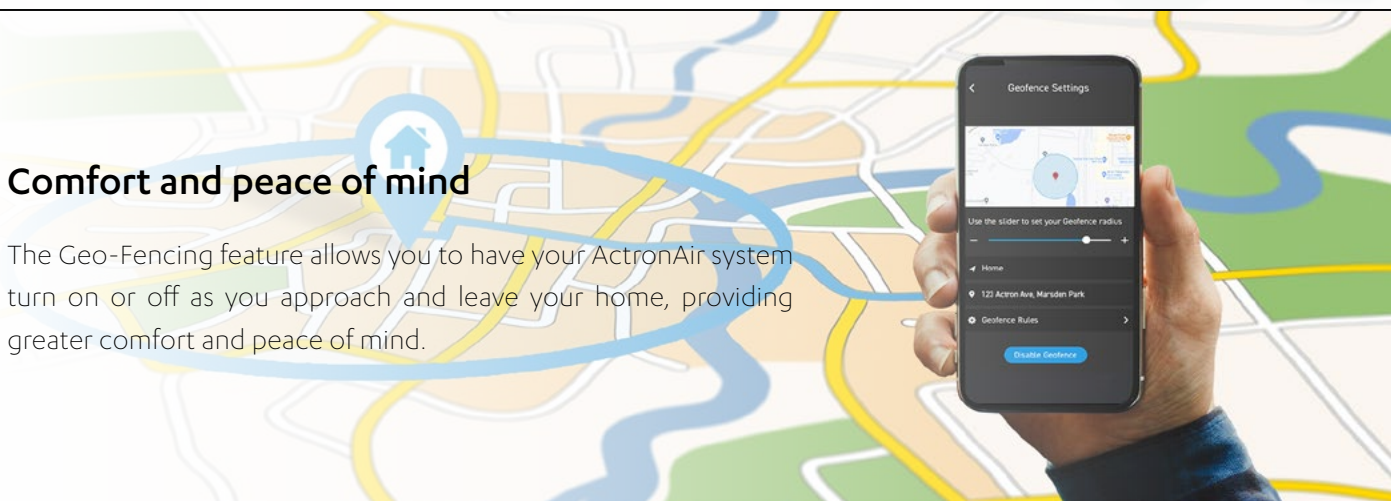 Comfort and peace of mind
The Geo-Fencing feature allows you to have your ActronAir system
turn on or off as you approach and leave your home, providing
greater comfort and peace of mind.
Geofence Settings
Use the slider to set your Geofence radius
Home
123 Actron Ave, Marsden Park
Geofence Rules
Disable Geofence